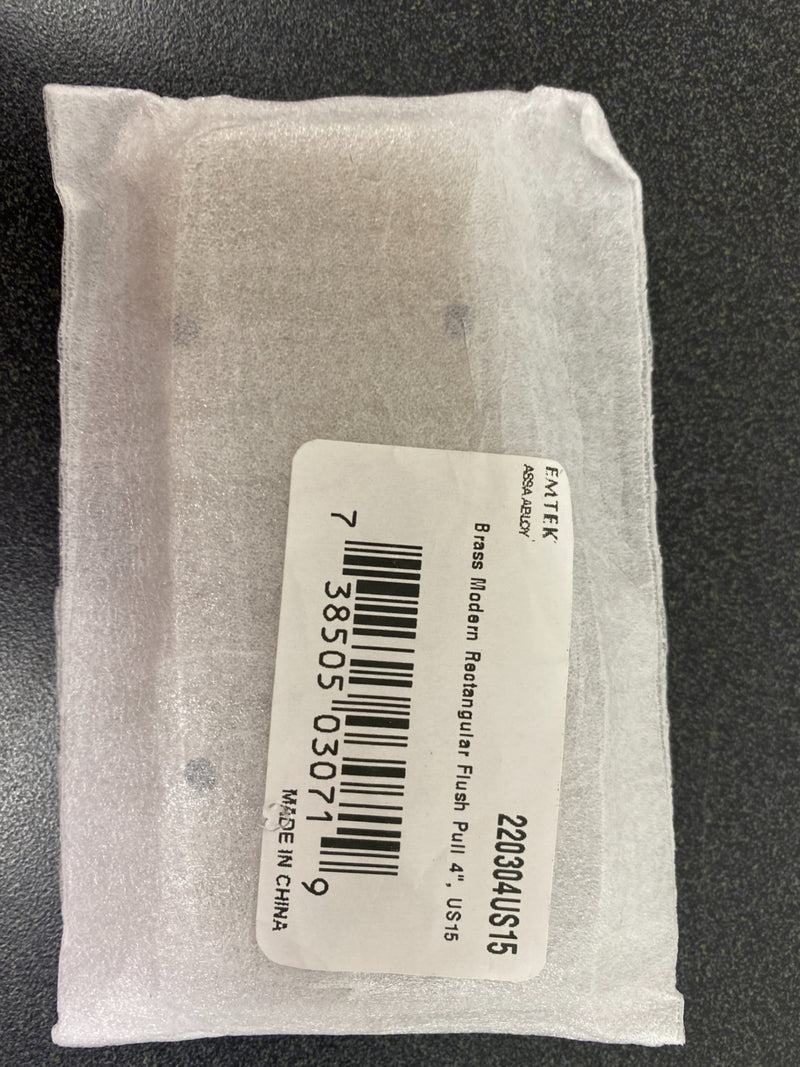 EMTEK
ASSA ABLOY
220304US15
Brass Modern Rectangular Flush Pull 4", US15
7 38505 03071 9
MADE IN CHINA